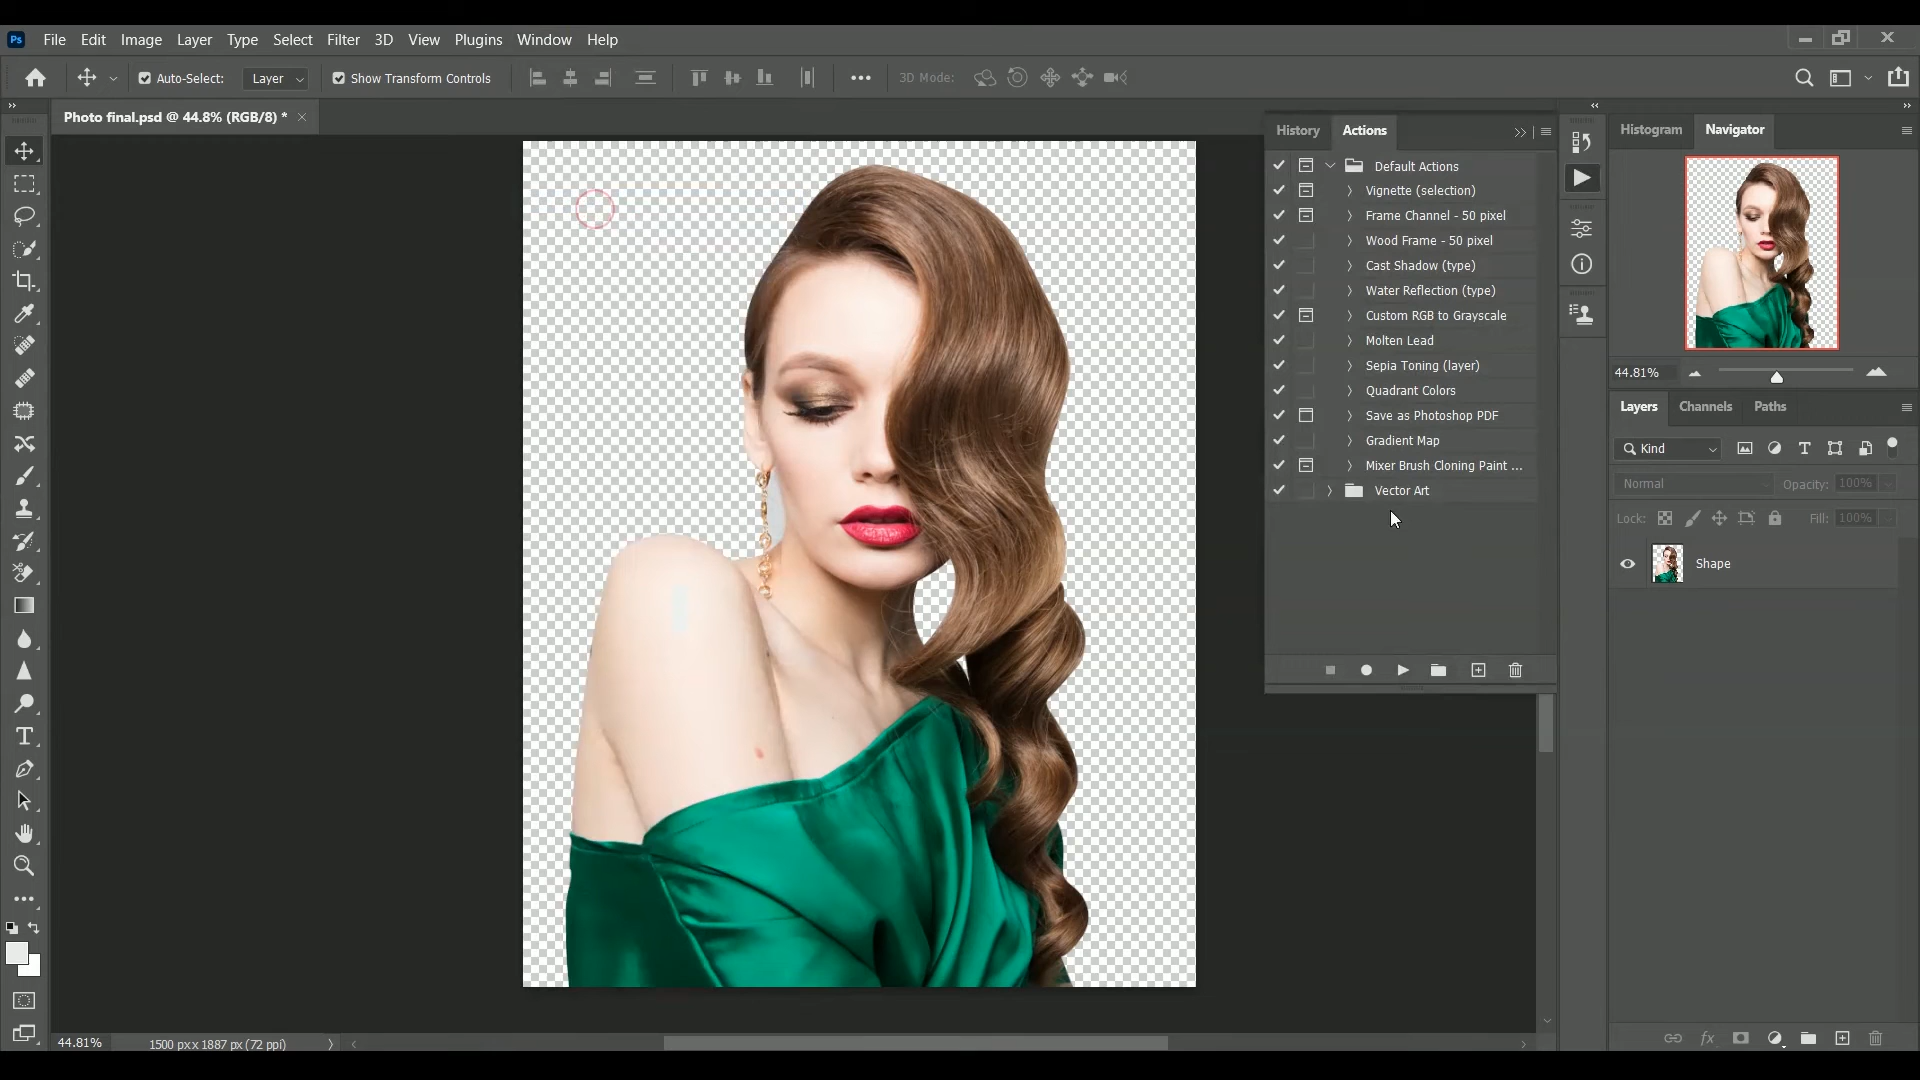 Ps File Edit Image Layer Type Select Filter 3D View Plugins Window Help
Auto-Select: Layer Show Transform Controls 3D Mode:
Photo final.psd @ 44.8% (RGB/8) *
History Actions
Default Actions
Vignette (selection)
Frame Channel - 50 pixel
Wood Frame - 50 pixel
Cast Shadow (type)
Water Reflection (type)
Custom RGB to Grayscale
Molten Lead
Sepia Toning (layer)
Quadrant Colors
Save as Photoshop PDF
Gradient Map
Mixer Brush Cloning Paint ...
Vector Art
Histogram Navigator
44.81%
Layers Channels Paths
Kind
Normal Opacity: 100%
Lock: Fill: 100%
Shape
fx
44.81% 1500 px x 1887 px (72 ppi)